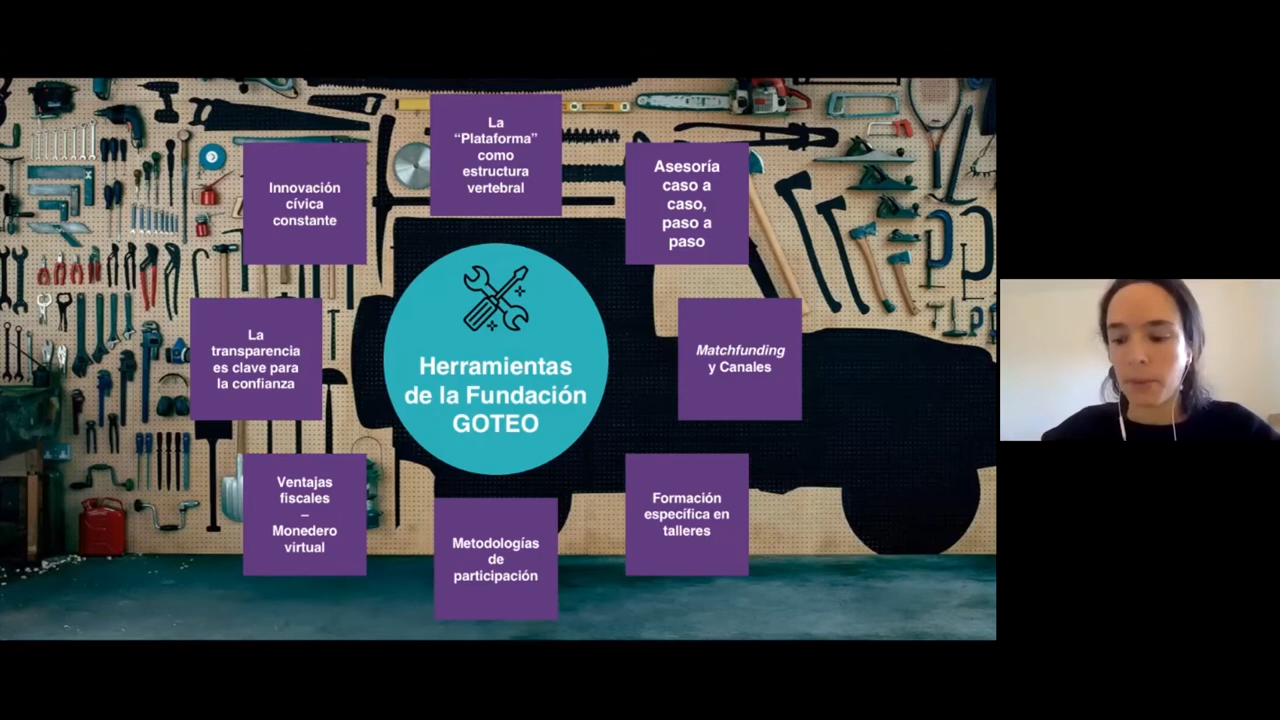 La
“Plataforma”
como
estructura
vertebral
Asesoría
caso a
caso,
paso a
paso
Matchfunding
y Canales
Formación
específica en
talleres
Metodologías
de
participación
Ventajas
fiscales
–
Monedero
virtual
La
transparencia
es clave para
la confianza
Innovación
cívica
constante
Herramientas
de la Fundación
GOTEO